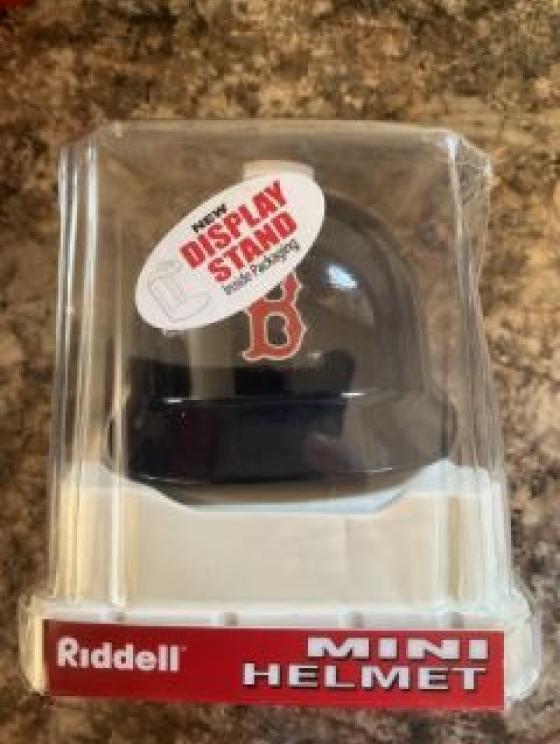 NEW
DISPLAY
STAND
Inside Packaging
B
Riddell
MINI
HELMET